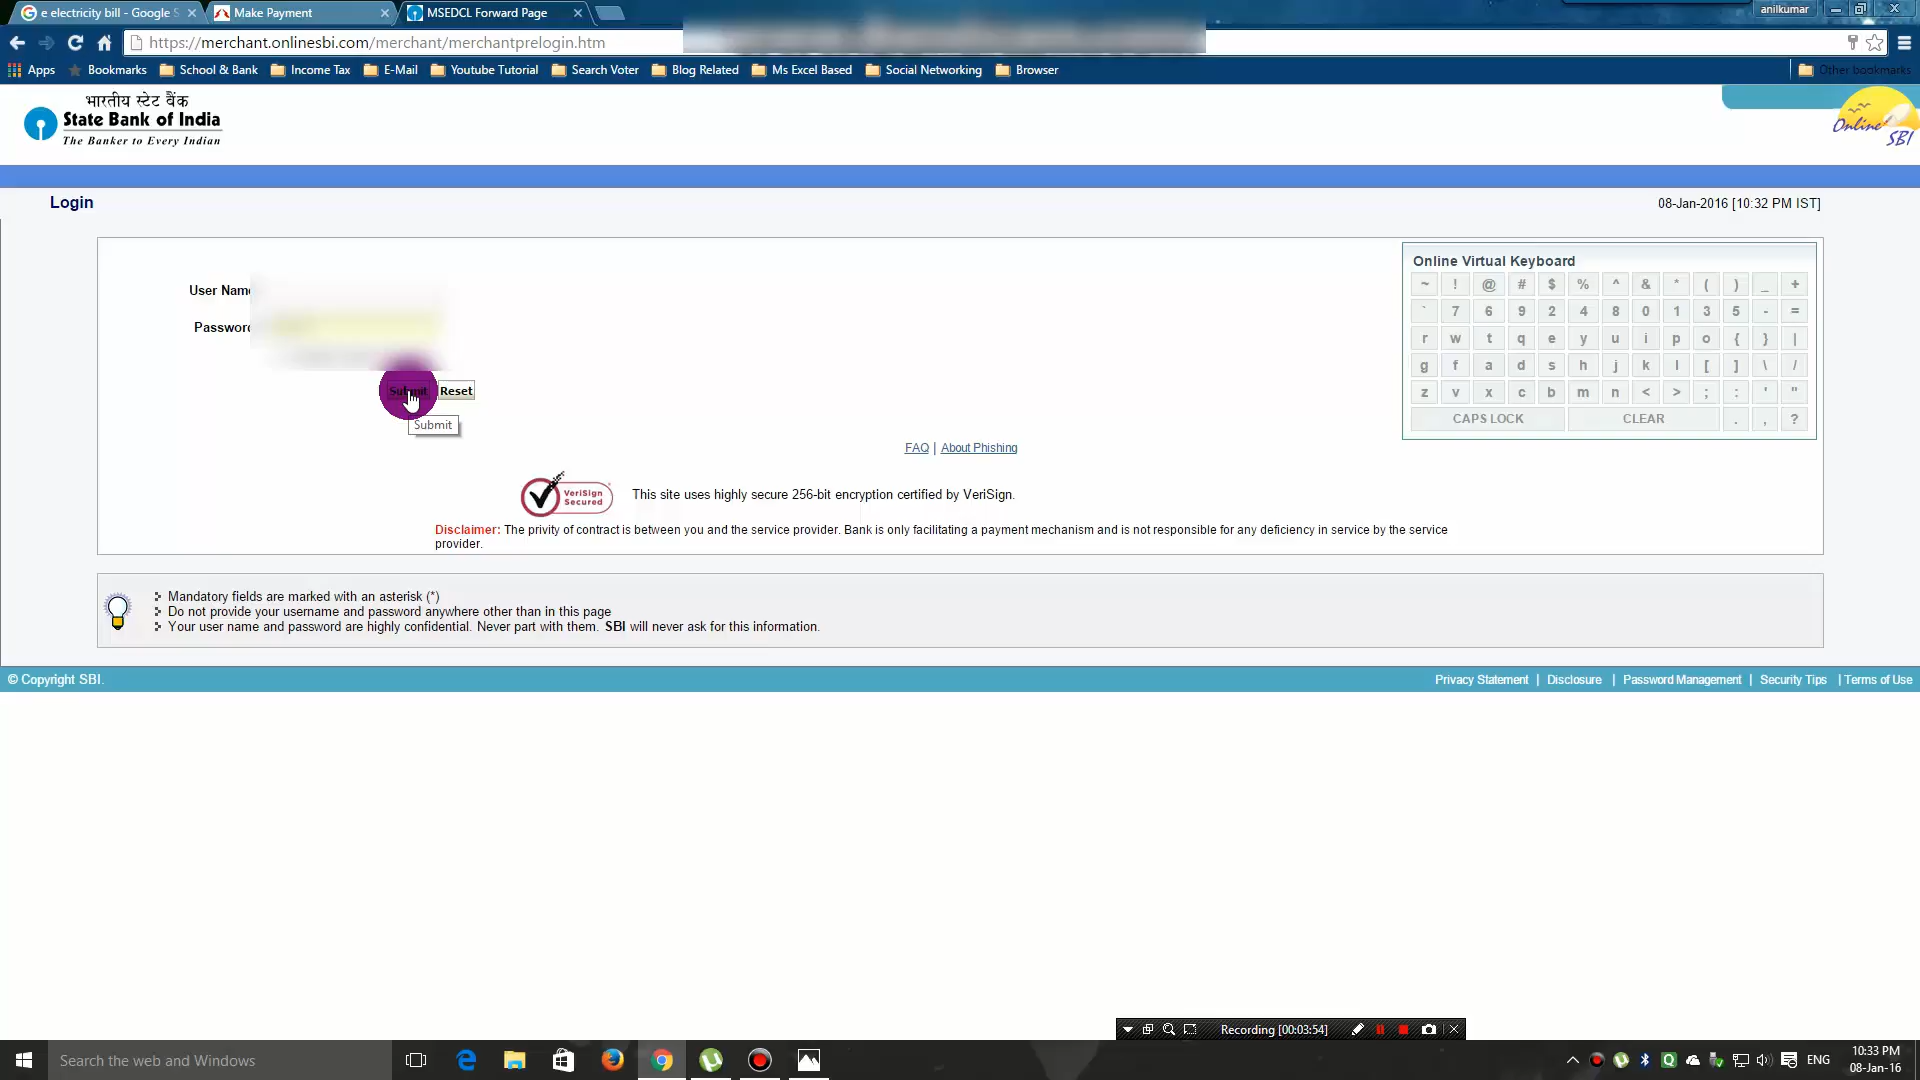 e electricity bill - Google S
Make Payment
MSEDCL Forward Page
anilkumar
https://merchant.onlinesbi.com/merchant/merchantprelogin.htm
Apps Bookmarks School & Bank Income Tax E-Mail Youtube Tutorial Search Voter Blog Related Ms Excel Based Social Networking Browser Other bookmarks
भारतीय स्टेट बैंक
State Bank of India
The Banker to Every Indian
Online SBI
Login
08-Jan-2016 [10:32 PM IST]
User Name
Password
Submit Reset
Submit
Online Virtual Keyboard
~ ! @ # $ % ^ & * ( ) _ +
` 7 6 9 2 4 8 0 1 3 5 - =
r w t q e y u i p o { } |
g f a d s h j k l [ ] \ /
z v x c b m n < > ; : ' "
CAPS LOCK CLEAR . , ?
FAQ | About Phishing
VeriSign Secured
This site uses highly secure 256-bit encryption certified by VeriSign.
Disclaimer: The privity of contract is between you and the service provider. Bank is only facilitating a payment mechanism and is not responsible for any deficiency in service by the service
provider.
Mandatory fields are marked with an asterisk (*)
Do not provide your username and password anywhere other than in this page
Your user name and password are highly confidential. Never part with them. SBI will never ask for this information.
© Copyright SBI.
Privacy Statement | Disclosure | Password Management | Security Tips | Terms of Use
Recording [00:03:54]
Search the web and Windows
ENG
10:33 PM
08-Jan-16